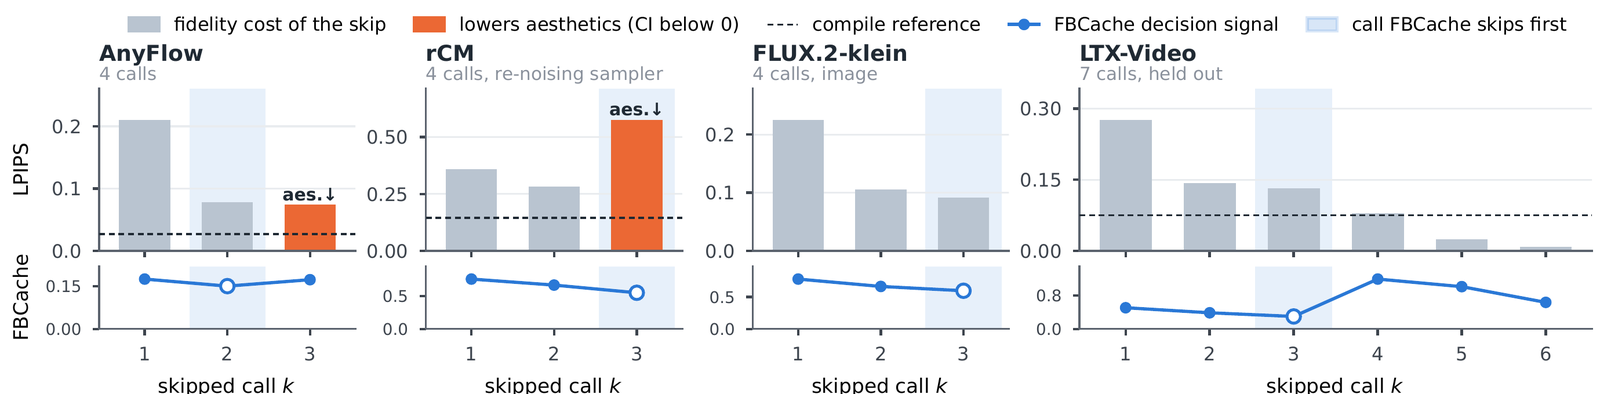 fidelity cost of the skip
lowers aesthetics (CI below 0)
compile reference
FBCache decision signal
call FBCache skips first
AnyFlow
4 calls
rCM
4 calls, re-noising sampler
FLUX.2-klein
4 calls, image
LTX-Video
7 calls, held out
LPIPS
0.2
0.1
0.0
aes.↓
0.50
0.25
0.00
aes.↓
0.2
0.1
0.0
0.30
0.15
0.00
FBCache
0.15
0.00
1 2 3
skipped call k
0.5
0.0
1 2 3
skipped call k
0.5
0.0
1 2 3
skipped call k
0.8
0.0
1 2 3 4 5 6
skipped call k